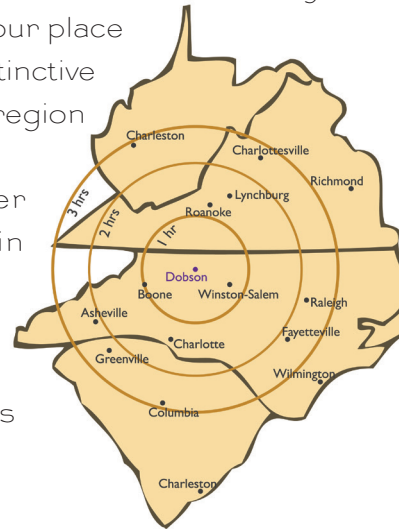 our place
tinctive
region
er
in
s
Charleston
Charlottesville
Richmond
Lynchburg
Roanoke
3 hrs
2 hrs
1 hr
Dobson
Boone
Winston-Salem
Raleigh
Asheville
Charlotte
Fayetteville
Greenville
Wilmington
Columbia
Charleston